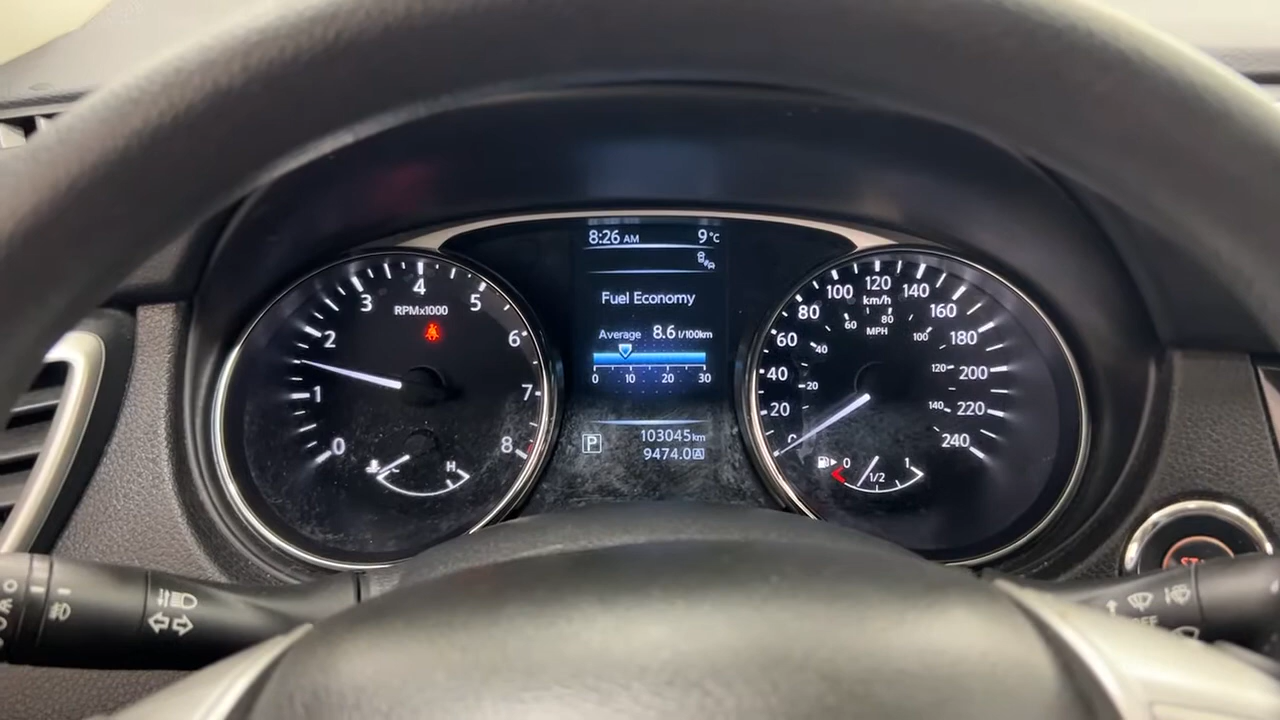 8:26 AM 9°C
Fuel Economy
Average 8.6 l/100km
0 10 20 30
P
103045 km
9474.0 A
RPMx1000
0
1
2
3
4
5
6
7
8
H
km/h
MPH
0
20
40
60
80
100
120
140
160
180
200
220
240
20
40
60
80
100
120
140
0 1/2 1